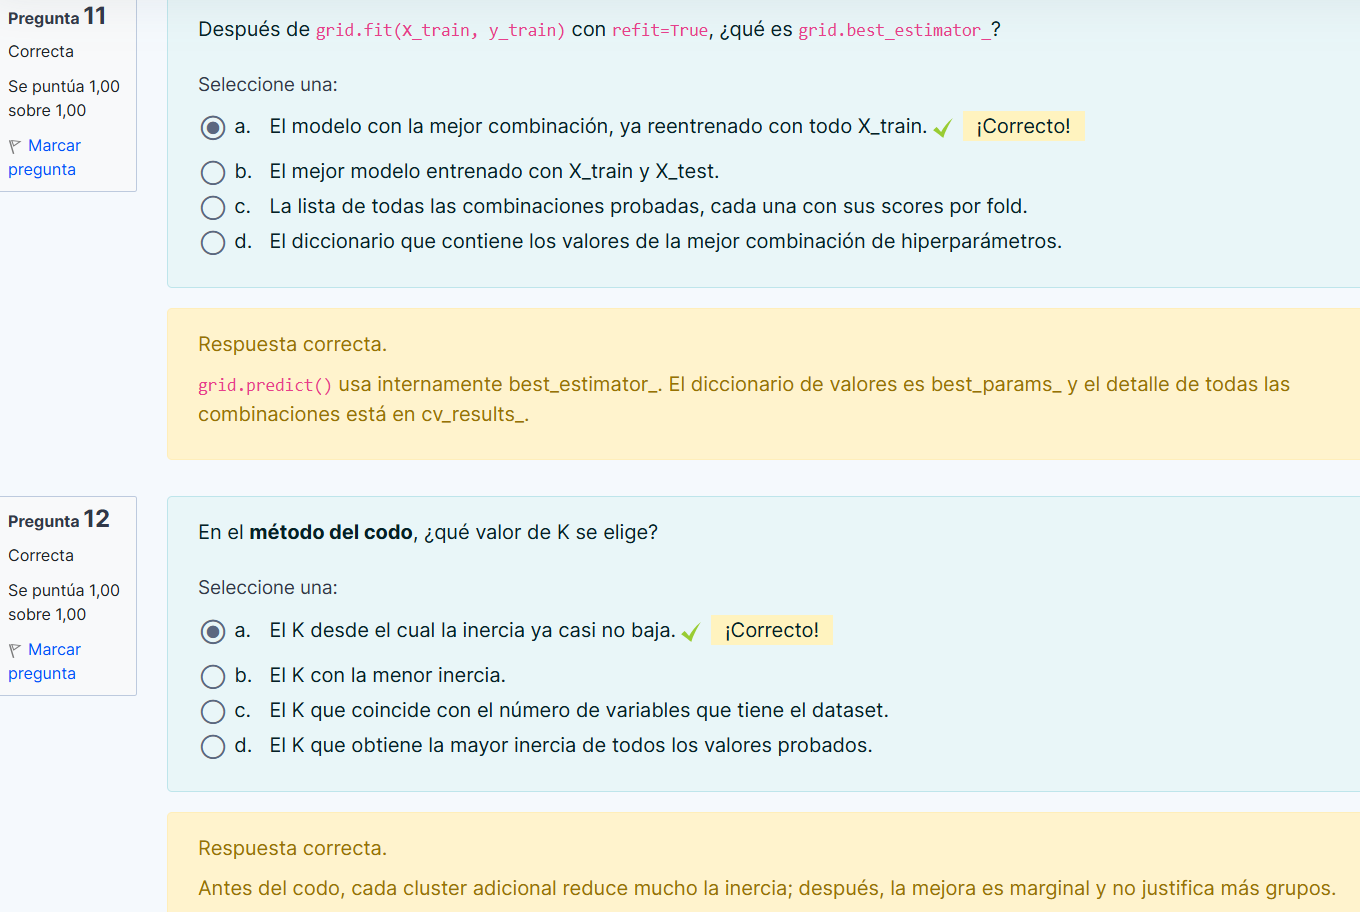 Pregunta 11
Correcta
Se puntúa 1,00
sobre 1,00
Marcar
pregunta
Después de grid.fit(X_train, y_train) con refit=True, ¿qué es grid.best_estimator_?
Seleccione una:
a. El modelo con la mejor combinación, ya reentrenado con todo X_train. ¡Correcto!
b. El mejor modelo entrenado con X_train y X_test.
c. La lista de todas las combinaciones probadas, cada una con sus scores por fold.
d. El diccionario que contiene los valores de la mejor combinación de hiperparámetros.
Respuesta correcta.
grid.predict() usa internamente best_estimator_. El diccionario de valores es best_params_ y el detalle de todas las
combinaciones está en cv_results_.
Pregunta 12
Correcta
Se puntúa 1,00
sobre 1,00
Marcar
pregunta
En el método del codo, ¿qué valor de K se elige?
Seleccione una:
a. El K desde el cual la inercia ya casi no baja. ¡Correcto!
b. El K con la menor inercia.
c. El K que coincide con el número de variables que tiene el dataset.
d. El K que obtiene la mayor inercia de todos los valores probados.
Respuesta correcta.
Antes del codo, cada cluster adicional reduce mucho la inercia; después, la mejora es marginal y no justifica más grupos.